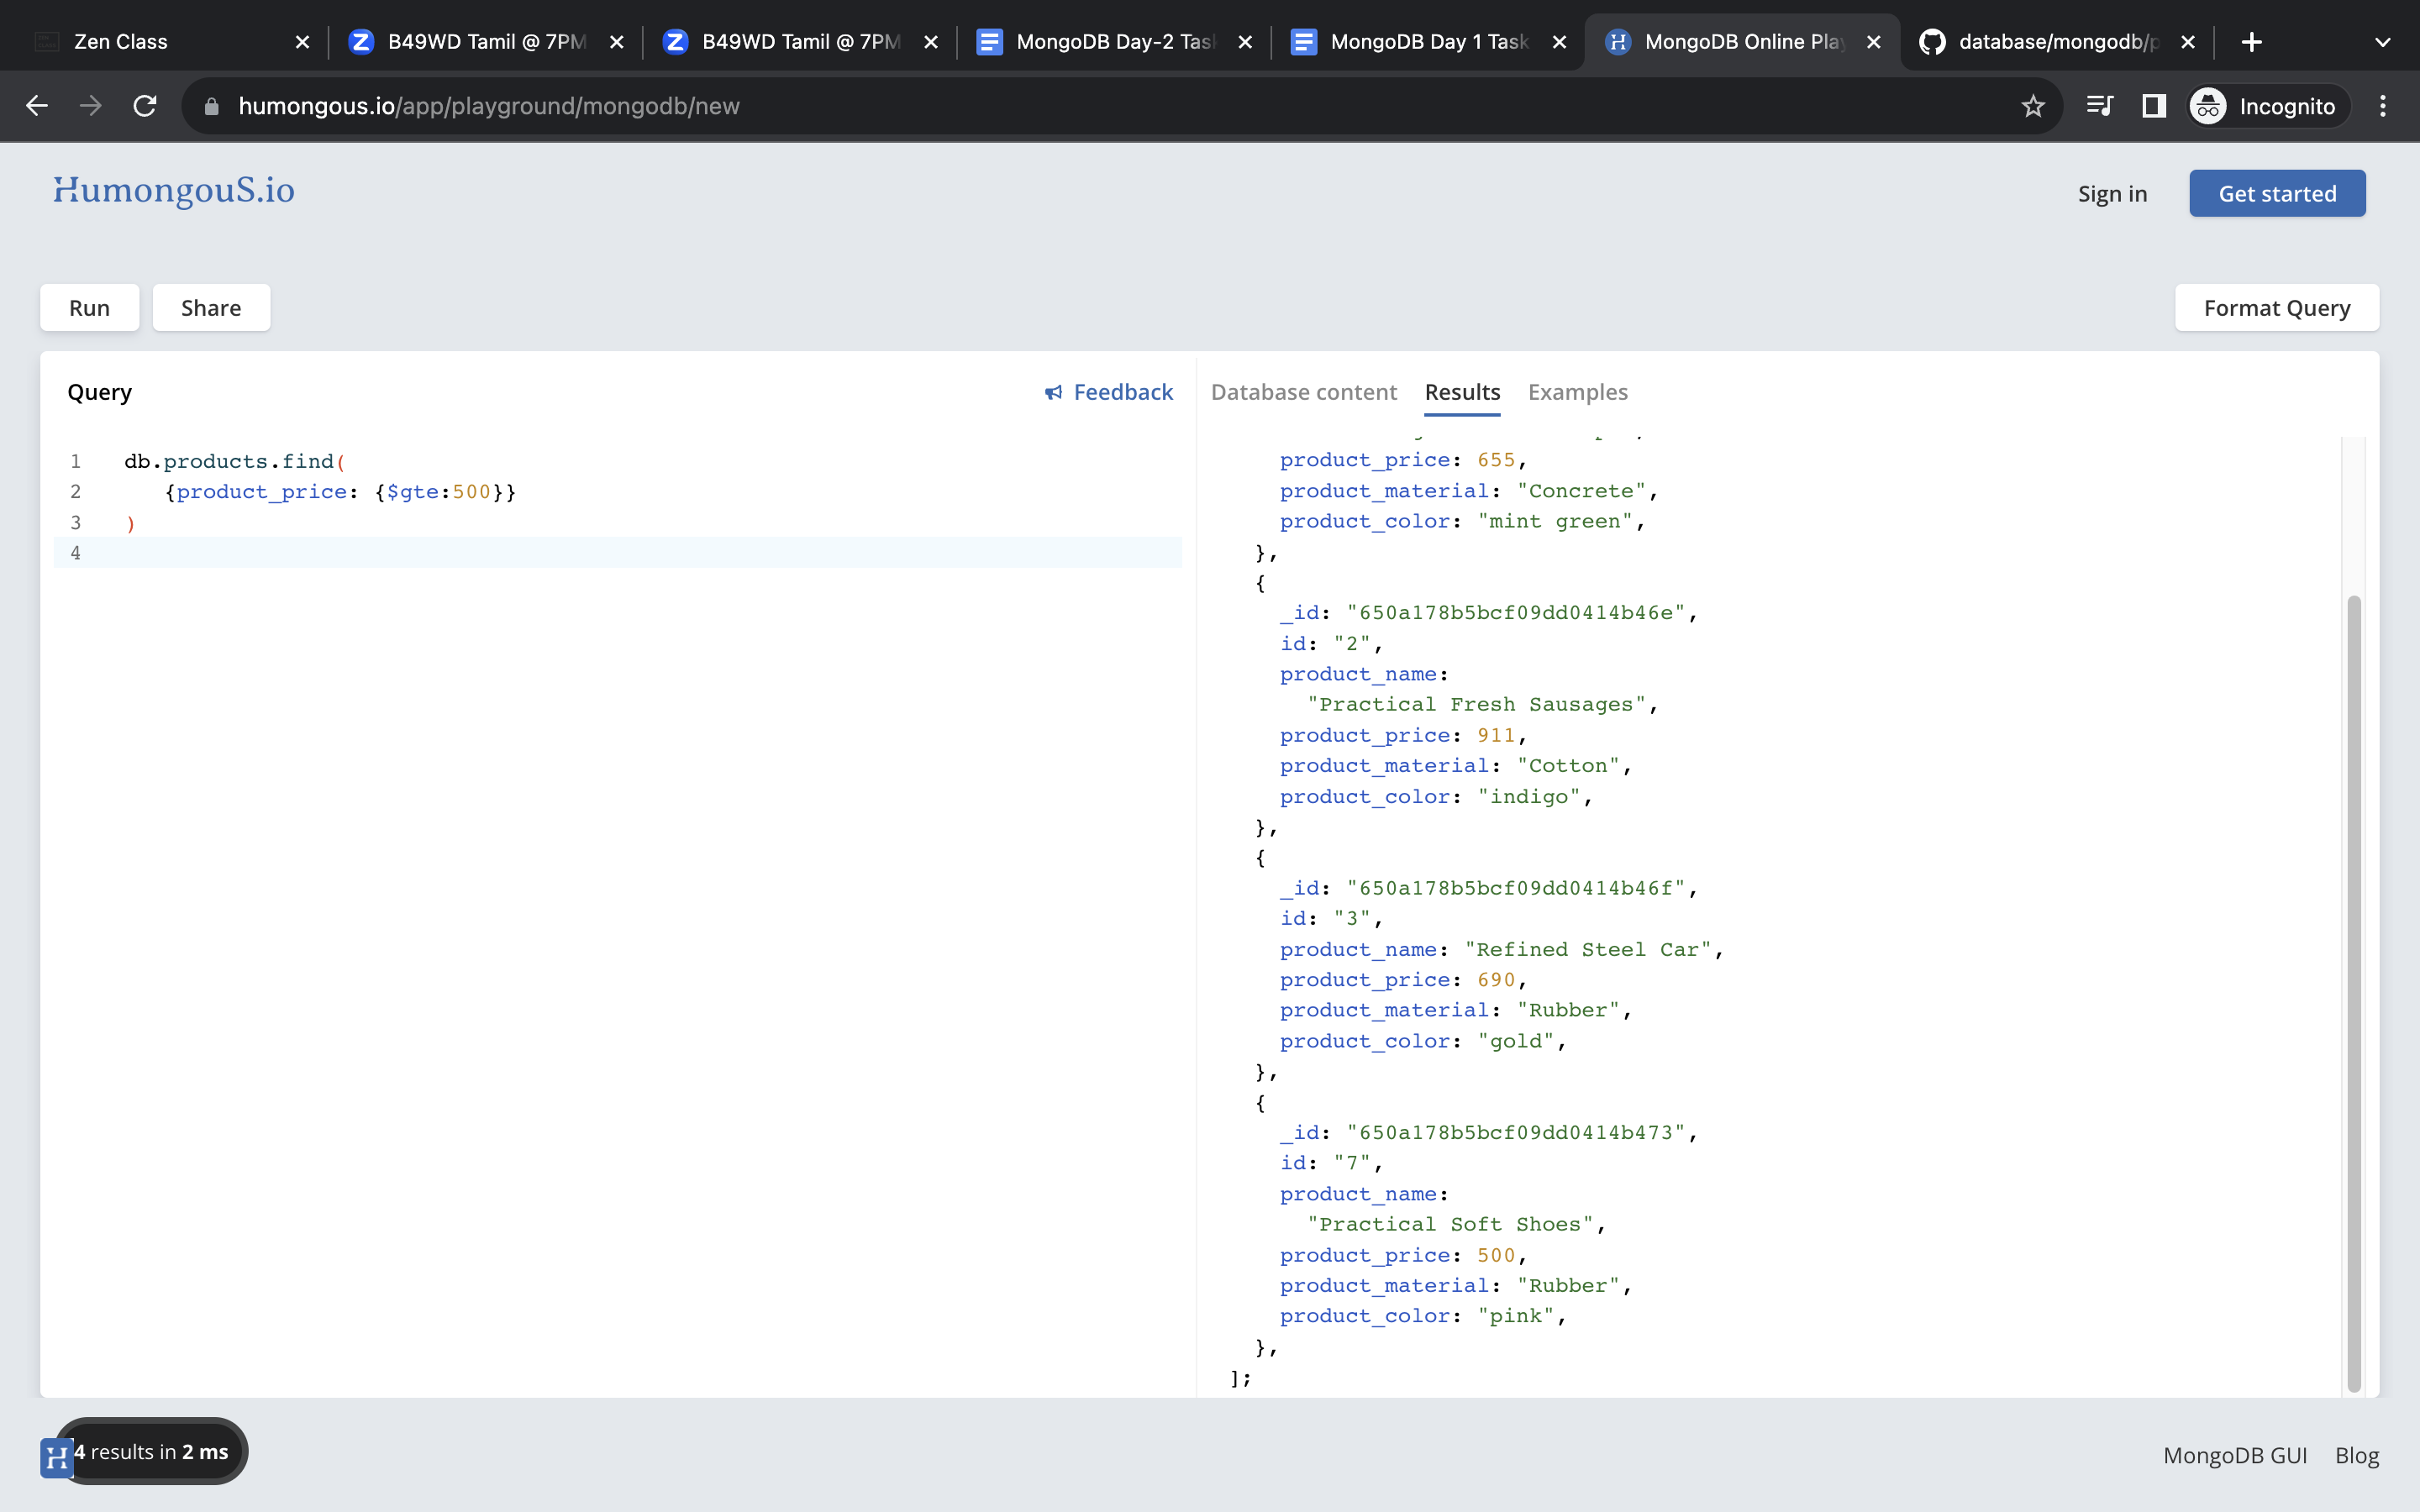 Zen Class
B49WD Tamil @ 7PM
B49WD Tamil @ 7PM
MongoDB Day-2 Tas
MongoDB Day 1 Task
MongoDB Online Pla
database/mongodb/p
humongous.io/app/playground/mongodb/new
Incognito
HumongouS.io
Sign in
Get started
Run
Share
Format Query
Query
Feedback
Database content
Results
Examples
1 db.products.find(
2 {product_price: {$gte:500}}
3 )
4
product_price: 655,
product_material: "Concrete",
product_color: "mint green",
},
{
_id: "650a178b5bcf09dd0414b46e",
id: "2",
product_name:
"Practical Fresh Sausages",
product_price: 911,
product_material: "Cotton",
product_color: "indigo",
},
{
_id: "650a178b5bcf09dd0414b46f",
id: "3",
product_name: "Refined Steel Car",
product_price: 690,
product_material: "Rubber",
product_color: "gold",
},
{
_id: "650a178b5bcf09dd0414b473",
id: "7",
product_name:
"Practical Soft Shoes",
product_price: 500,
product_material: "Rubber",
product_color: "pink",
},
];
H
4 results in 2 ms
MongoDB GUI
Blog